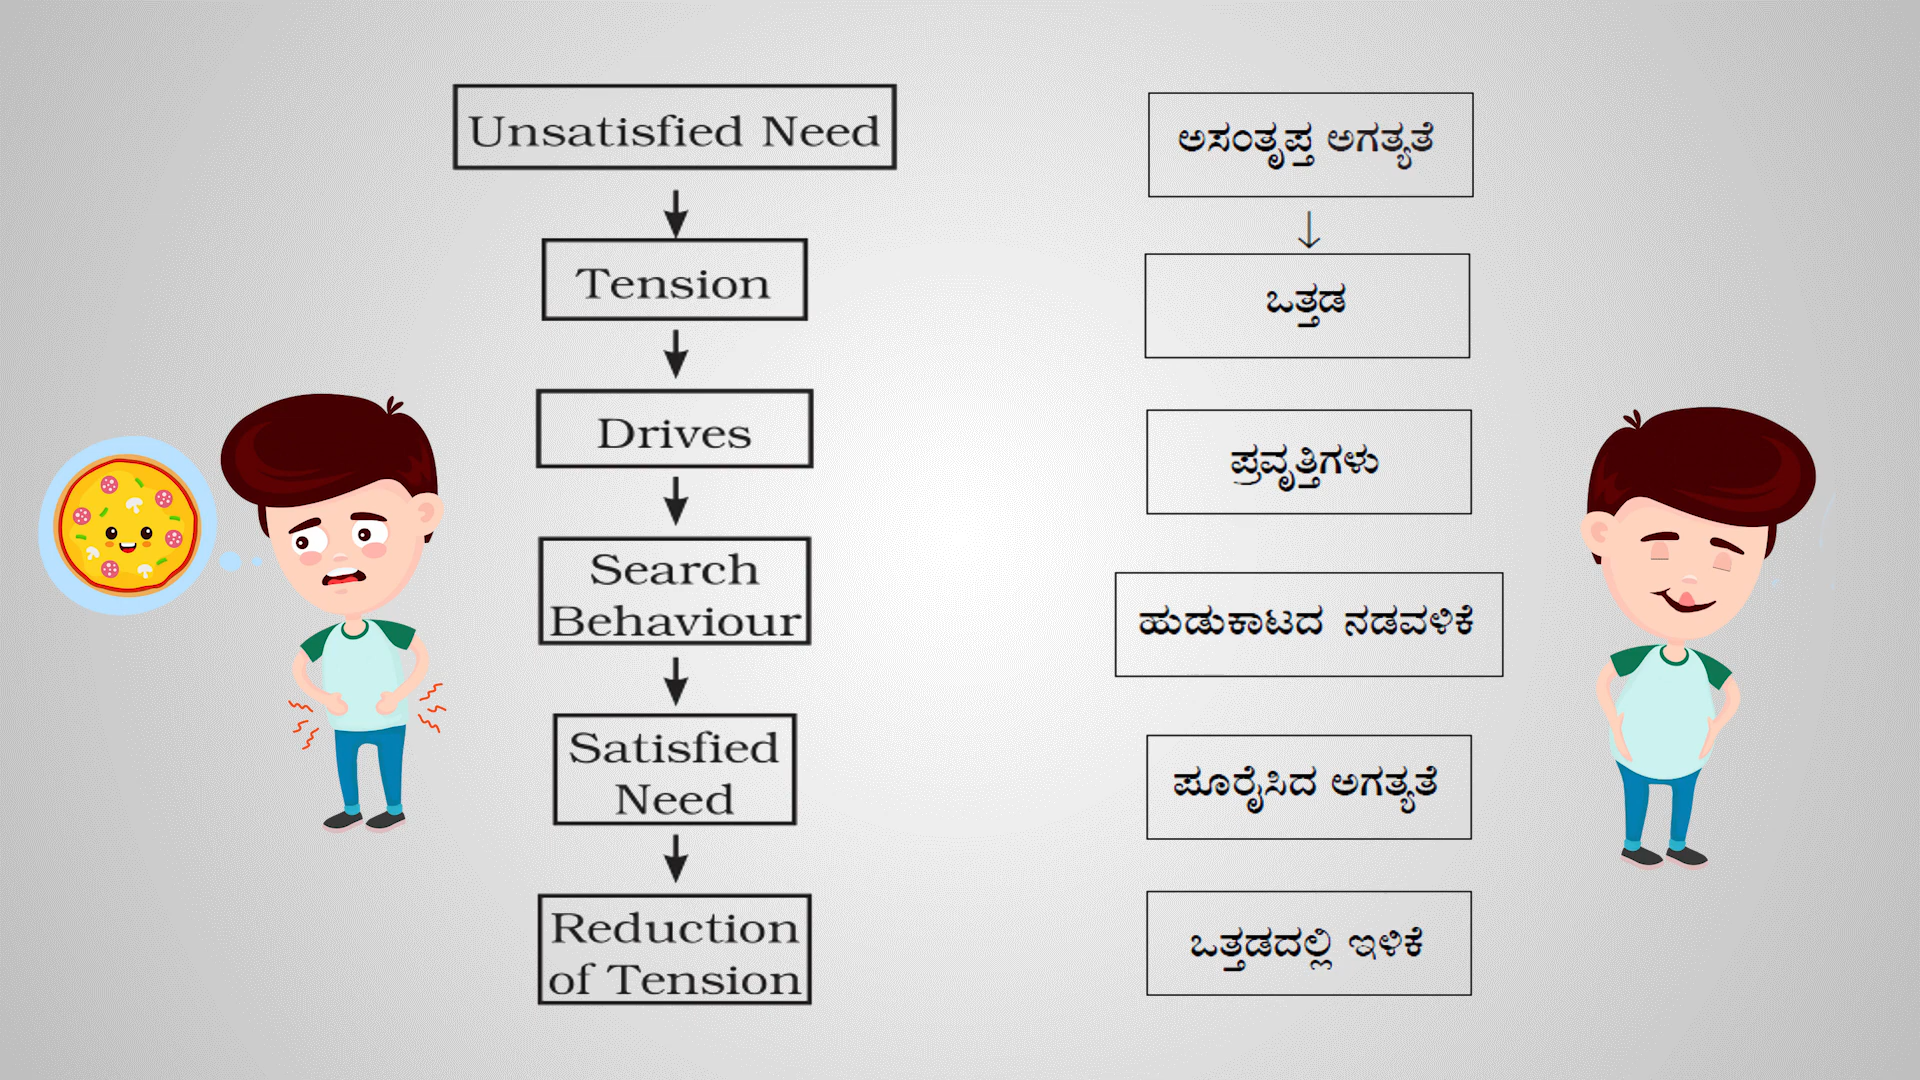 Unsatisfied Need
Tension
Drives
Search
Behaviour
Satisfied
Need
Reduction
of Tension
ಅಸಂತೃಪ್ತ ಅಗತ್ಯತೆ
ಒತ್ತಡ
ಪ್ರವೃತ್ತಿಗಳು
ಹುಡುಕಾಟದ ನಡವಳಿಕೆ
ಪೂರೈಸಿದ ಅಗತ್ಯತೆ
ಒತ್ತಡದಲ್ಲಿ ಇಳಿಕೆ